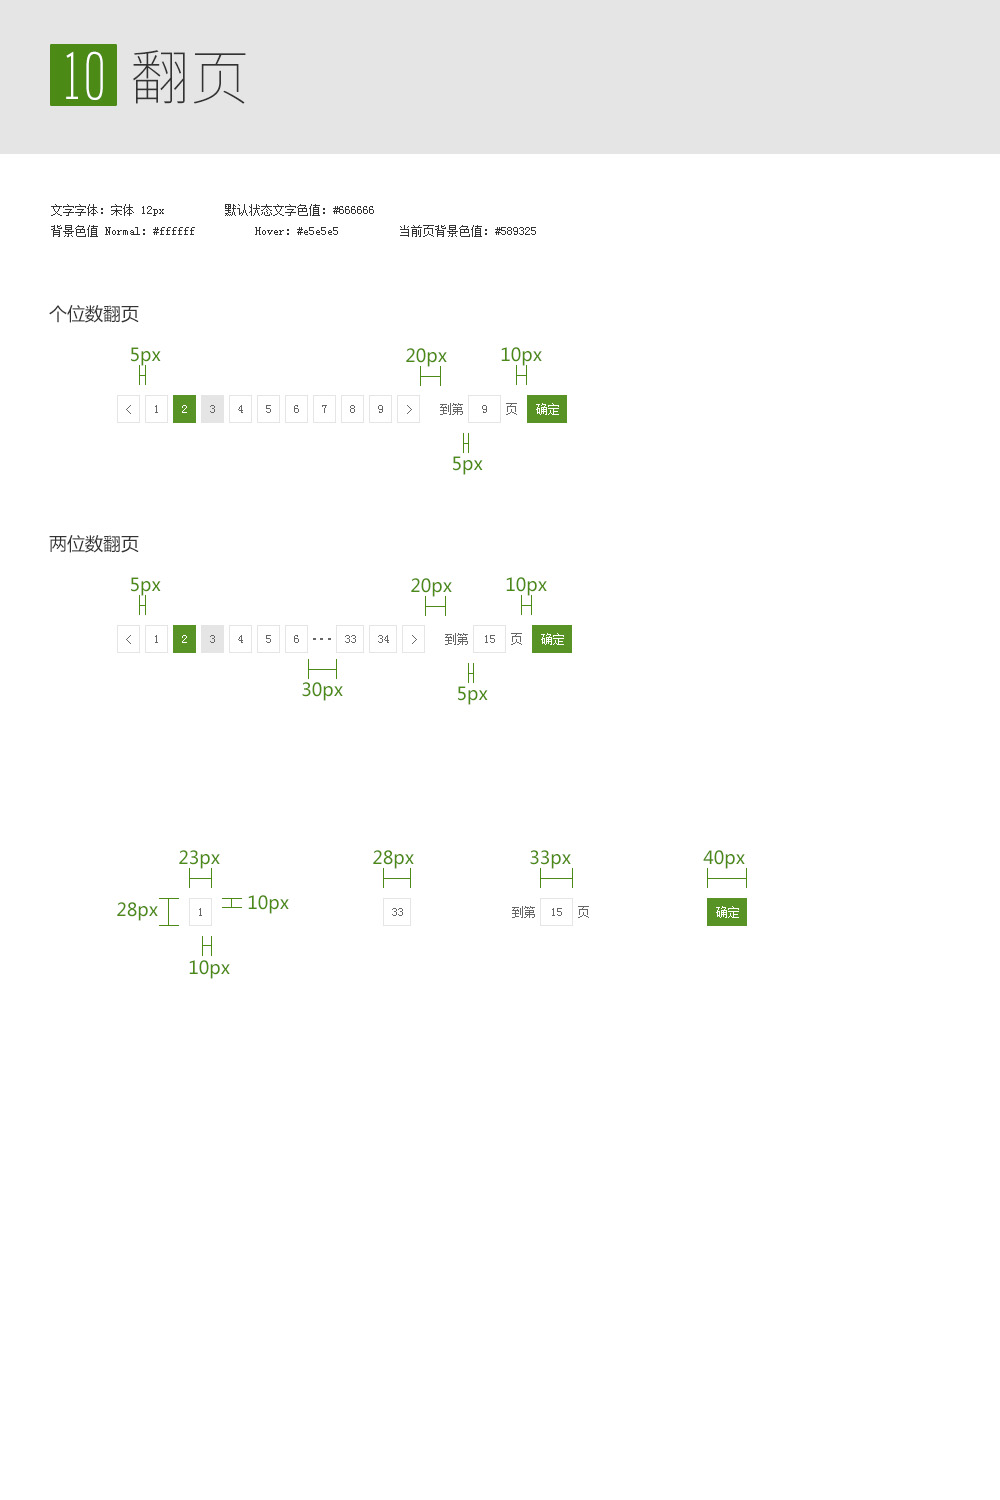 10 翻页
文字字体：宋体 12px 默认状态文字色值：#666666
背景色值 Normal：#ffffff Hover：#e5e5e5 当前页背景色值：#589325
个位数翻页
5px 20px 10px
< 1 2 3 4 5 6 7 8 9 > 到第 9 页 确定
5px
两位数翻页
5px 20px 10px
< 1 2 3 4 5 6 --- 33 34 > 到第 15 页 确定
30px 5px
23px 28px 33px 40px
28px 1 10px 33 到第 15 页 确定
10px